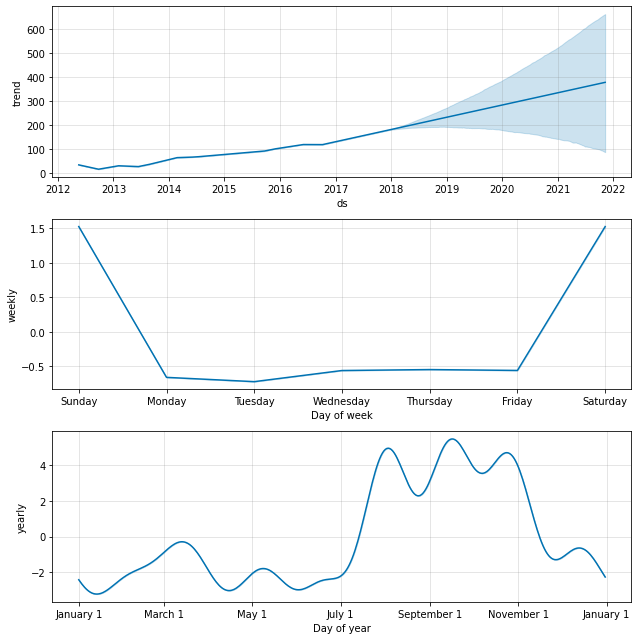 600
500
400
300
200
100
0
trend
2012 2013 2014 2015 2016 2017 2018 2019 2020 2021 2022
ds
1.5
1.0
0.5
0.0
−0.5
weekly
Sunday Monday Tuesday Wednesday Thursday Friday Saturday
Day of week
4
2
0
−2
yearly
January 1 March 1 May 1 July 1 September 1 November 1 January 1
Day of year